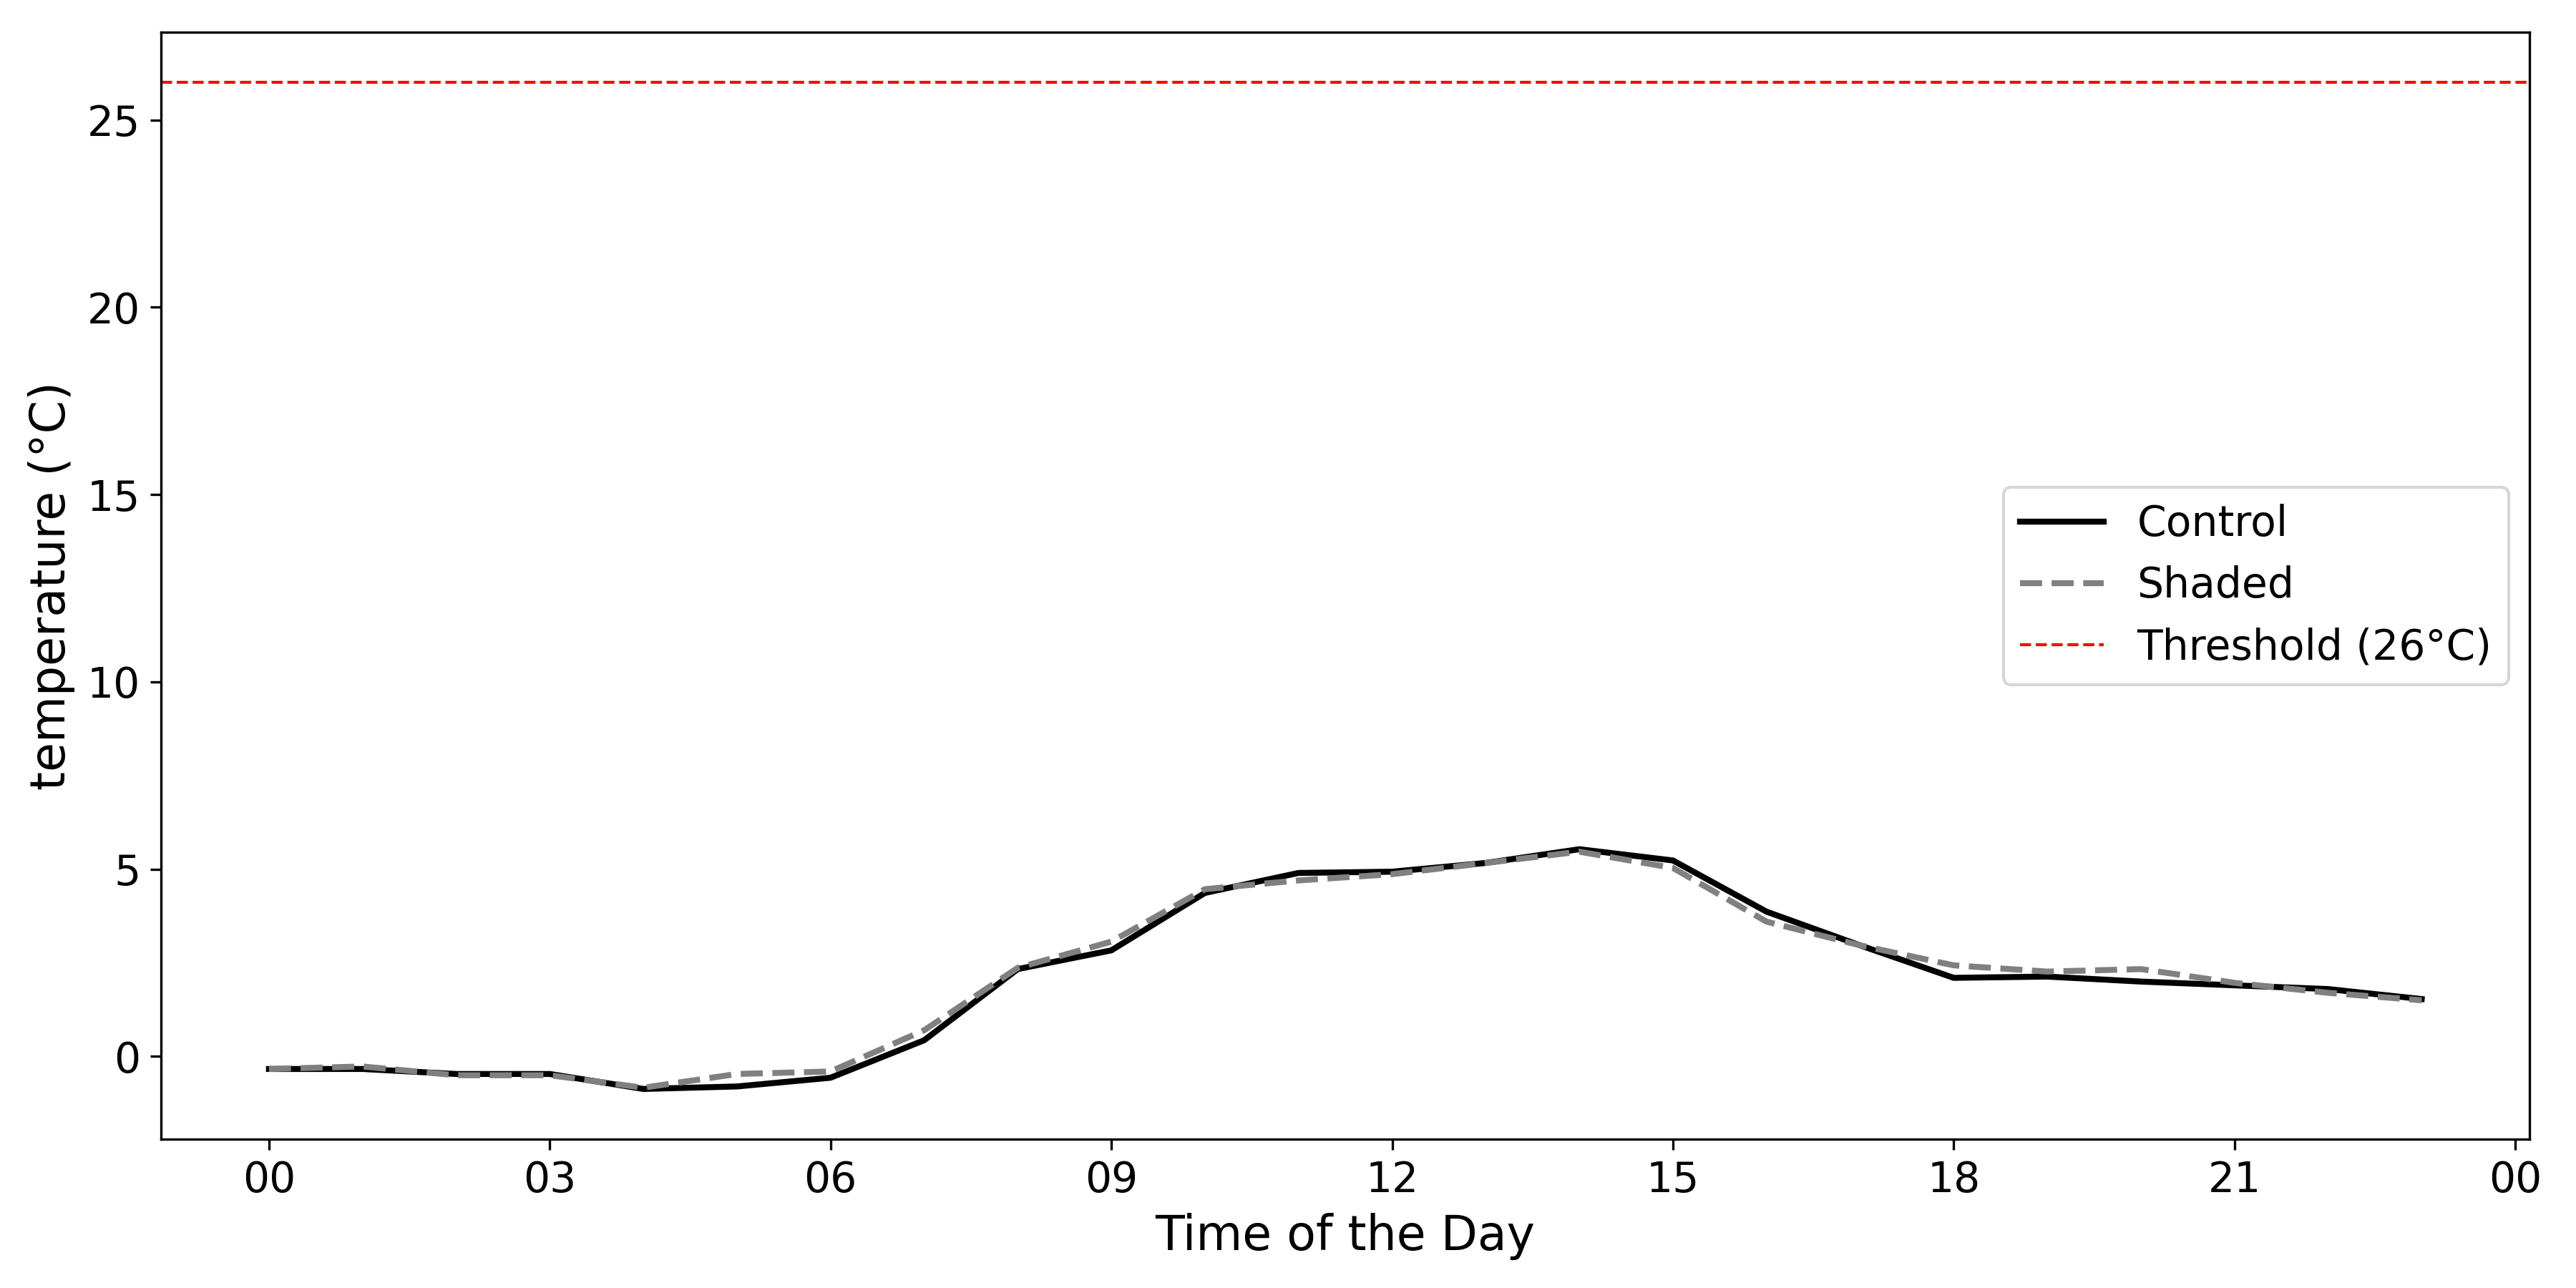 25
20
15
10
5
0
temperature (°C)
Control
Shaded
Threshold (26°C)
00 03 06 09 12 15 18 21 00
Time of the Day